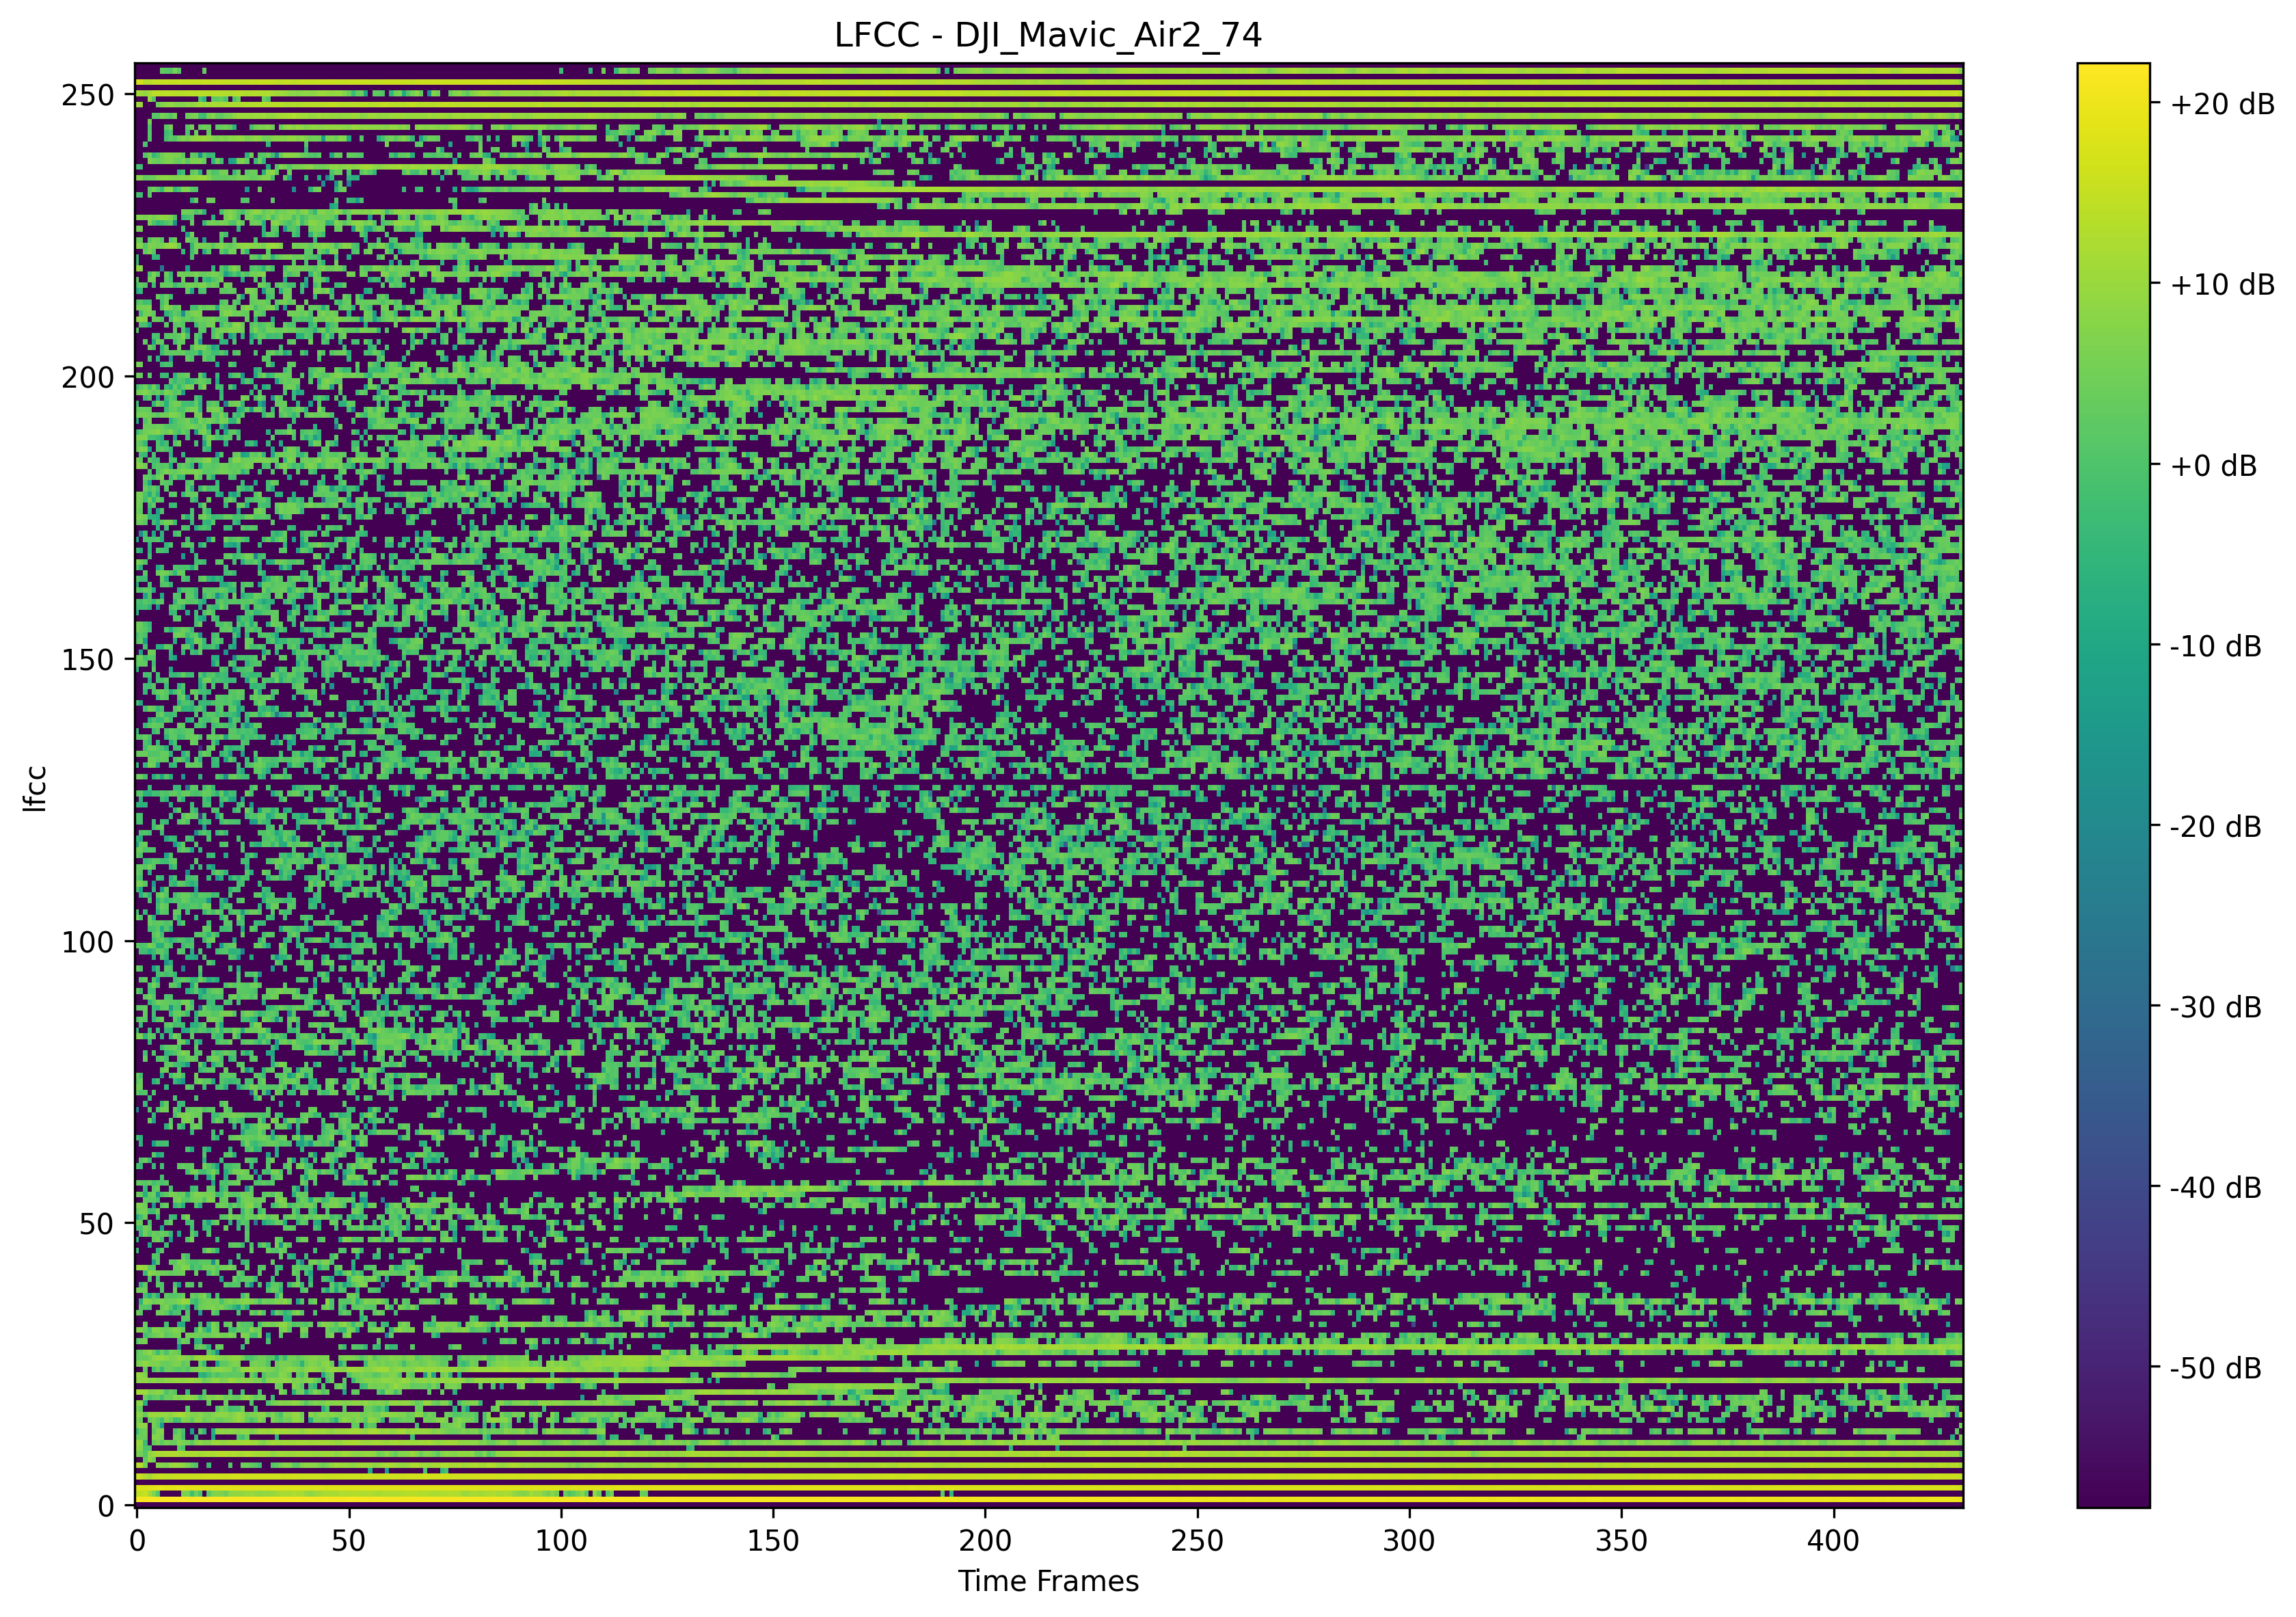 LFCC - DJI_Mavic_Air2_74
250
200
150
100
50
0
lfcc
0 50 100 150 200 250 300 350 400
Time Frames
+20 dB
+10 dB
+0 dB
-10 dB
-20 dB
-30 dB
-40 dB
-50 dB